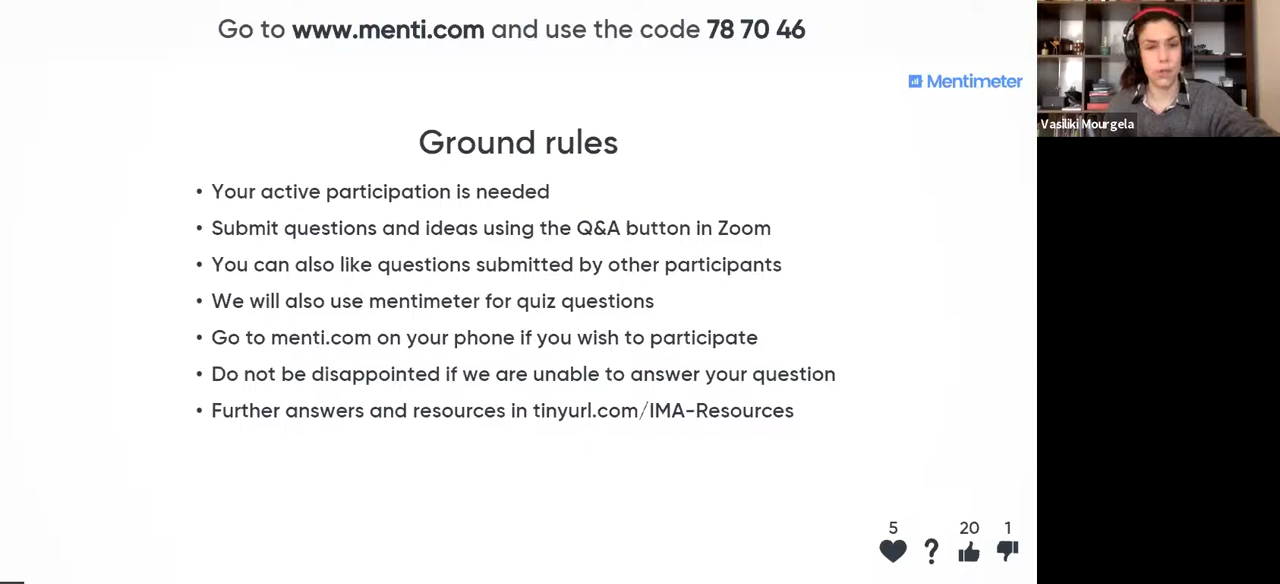 Go to www.menti.com and use the code 78 70 46
Mentimeter
Vasiliki Mourgela
Ground rules
• Your active participation is needed
• Submit questions and ideas using the Q&A button in Zoom
• You can also like questions submitted by other participants
• We will also use mentimeter for quiz questions
• Go to menti.com on your phone if you wish to participate
• Do not be disappointed if we are unable to answer your question
• Further answers and resources in tinyurl.com/IMA-Resources
5 20 1
?